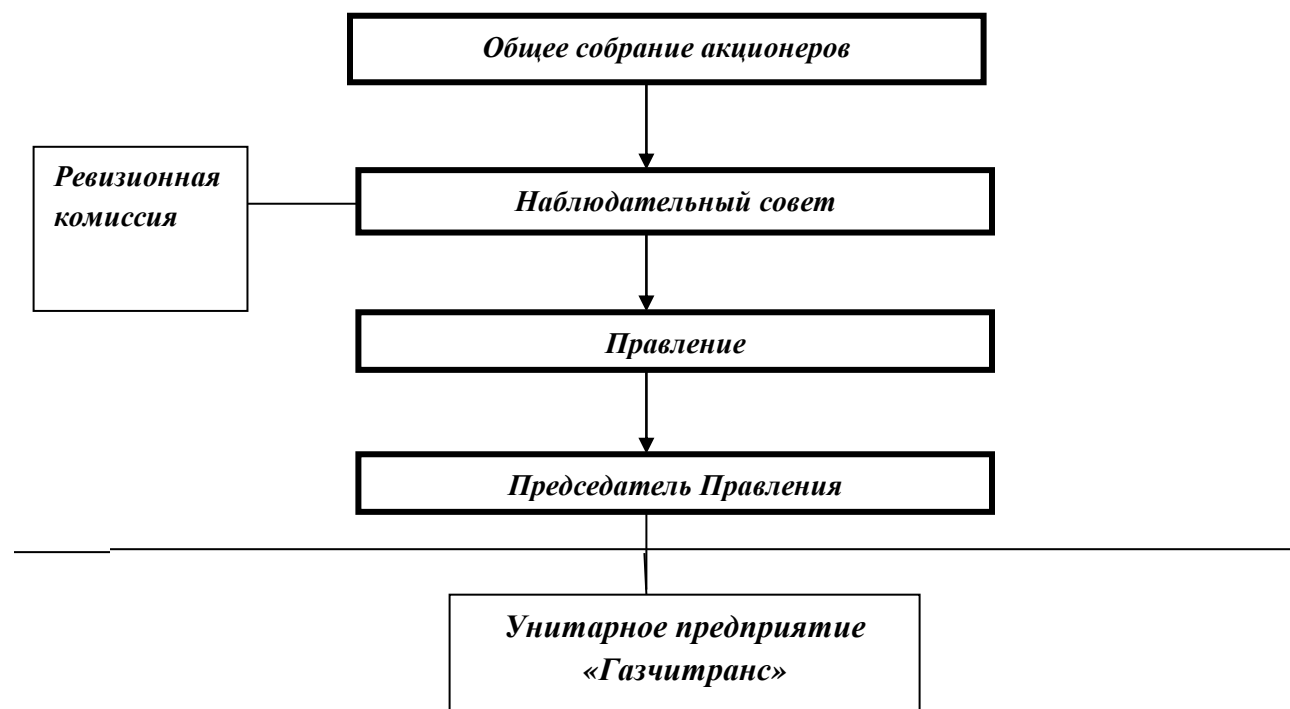 Общее собрание акционеров
Ревизионная
комиссия
Наблюдательный совет
Правление
Председатель Правления
Унитарное предприятие
«Газчитранс»